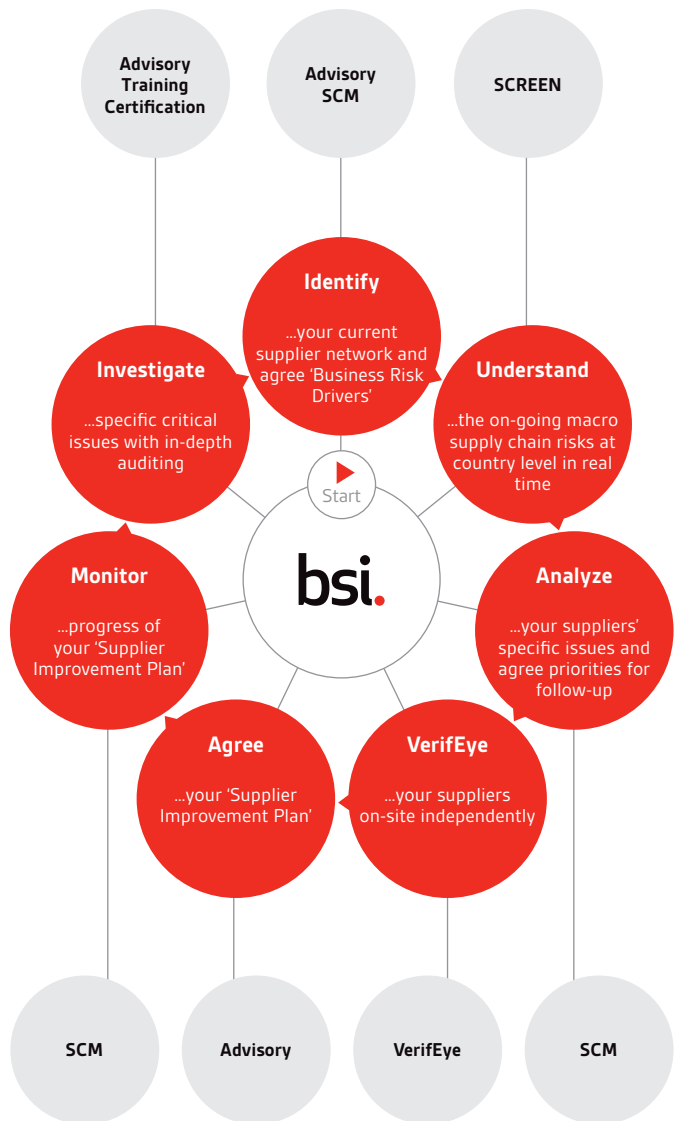 Advisory
Training
Certification
Advisory
SCM
SCREEN
Identify
...your current
supplier network and
agree ‘Business Risk
Drivers’
Understand
...the on-going macro
supply chain risks at
country level in real
time
Analyze
...your suppliers’
specific issues and
agree priorities for
follow-up
VerifEye
...your suppliers
on-site independently
Agree
...your ‘Supplier
Improvement Plan’
Monitor
...progress of
your ‘Supplier
Improvement Plan’
Investigate
...specific critical
issues with in-depth
auditing
Start
bsi.
SCM
Advisory
VerifEye
SCM